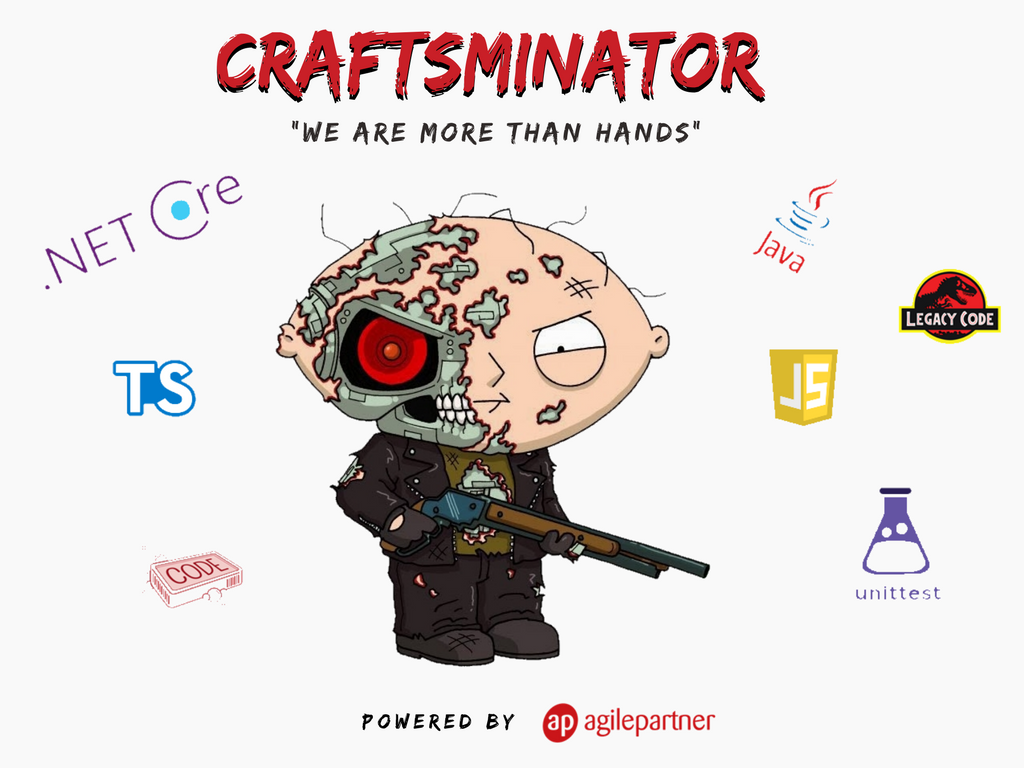 CRAFTSMINATOR
"WE ARE MORE THAN HANDS"
.NET Core
Java
LEGACY CODE
TS
JS
CODE
unittest
POWERED BY ap agilepartner